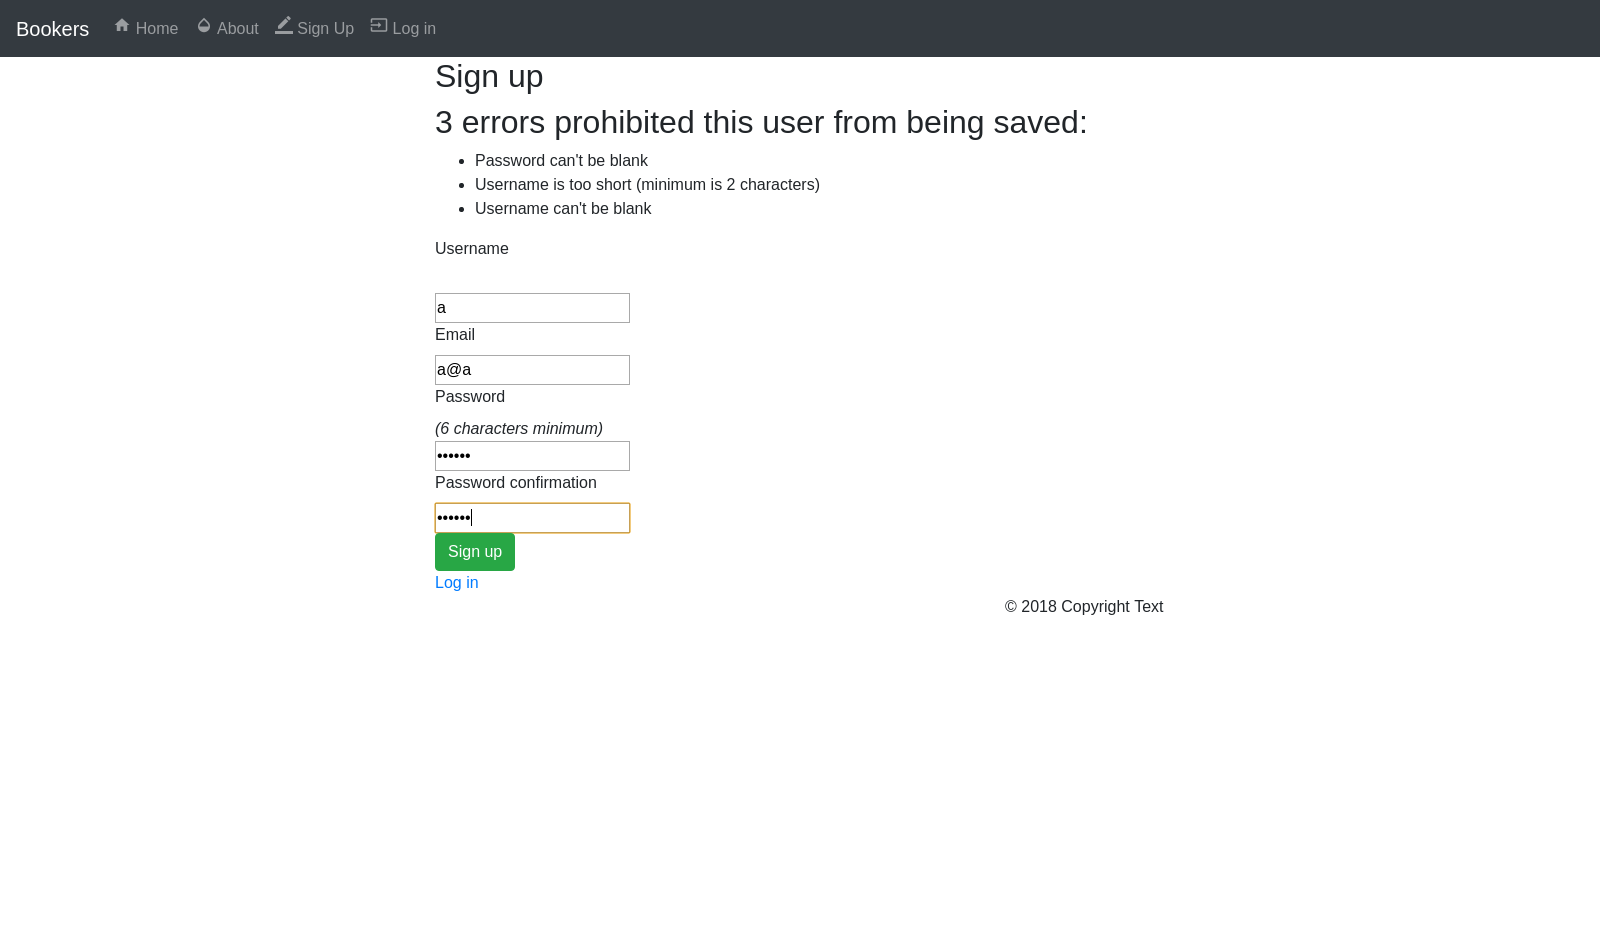 Bookers Home About Sign Up Log in
Sign up
3 errors prohibited this user from being saved:
Password can't be blank
Username is too short (minimum is 2 characters)
Username can't be blank
Username
a
Email
a@a
Password
(6 characters minimum)
••••••
Password confirmation
••••••
Sign up
Log in
© 2018 Copyright Text